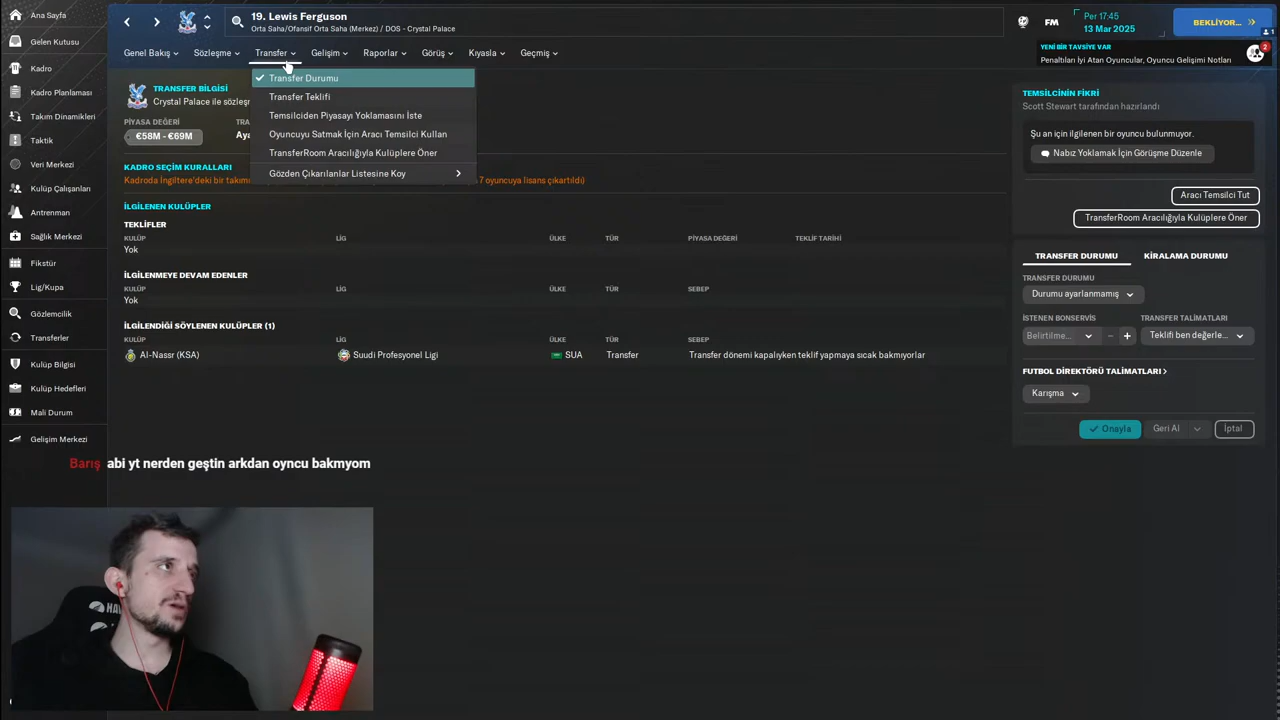 Ana Sayfa
Gelen Kutusu
Kadro
Kadro Planlaması
Takım Dinamikleri
Taktik
Veri Merkezi
Kulüp Çalışanları
Antrenman
Sağlık Merkezi
Fikstür
Lig/Kupa
Gözlemcilik
Transferler
Kulüp Bilgisi
Kulüp Hedefleri
Mali Durum
Gelişim Merkezi
19. Lewis Ferguson
Orta Saha/Ofansif Orta Saha (Merkez) / DOS - Crystal Palace
FM
Per 17:45
13 Mar 2025
BEKLİYOR...
1
Genel Bakış
Sözleşme
Transfer
Gelişim
Raporlar
Görüş
Kıyasla
Geçmiş
YENİ BİR TAVSİYE VAR
Penaltıları İyi Atan Oyuncular, Oyuncu Gelişimi Notları
2
Transfer Durumu
Transfer Teklifi
Temsilciden Piyasayı Yoklamasını İste
Oyuncuyu Satmak İçin Aracı Temsilci Kullan
TransferRoom Aracılığıyla Kulüplere Öner
Gözden Çıkarılanlar Listesine Koy
TRANSFER BİLGİSİ
Crystal Palace ile sözleş
PİYASA DEĞERİ
TRANS
€58M - €69M
Aya
KADRO SEÇİM KURALLARI
Kadroda İngiltere'deki bir takım
7 oyuncuya lisans çıkartıldı)
İLGİLENEN KULÜPLER
TEKLİFLER
KULÜP LİG ÜLKE TÜR PİYASA DEĞERİ TEKLİF TARİHİ
Yok
İLGİLENMEYE DEVAM EDENLER
KULÜP LİG ÜLKE TÜR SEBEP
Yok
İLGİLENDİĞİ SÖYLENEN KULÜPLER (1)
KULÜP LİG ÜLKE TÜR SEBEP
Al-Nassr (KSA) Suudi Profesyonel Ligi SUA Transfer Transfer dönemi kapalıyken teklif yapmaya sıcak bakmıyorlar
TEMSİLCİNİN FİKRİ
Scott Stewart tarafından hazırlandı
Şu an için ilgilenen bir oyuncu bulunmuyor.
Nabız Yoklamak İçin Görüşme Düzenle
Aracı Temsilci Tut
TransferRoom Aracılığıyla Kulüplere Öner
TRANSFER DURUMU KİRALAMA DURUMU
TRANSFER DURUMU
Durumu ayarlanmamış
İSTENEN BONSERVİS TRANSFER TALİMATLARI
Belirtilme... Teklifi ben değerle...
FUTBOL DİREKTÖRÜ TALİMATLARI
Karışma
Onayla Geri Al İptal
Barış abi yt nerden geştin arkdan oyncu bakmyom